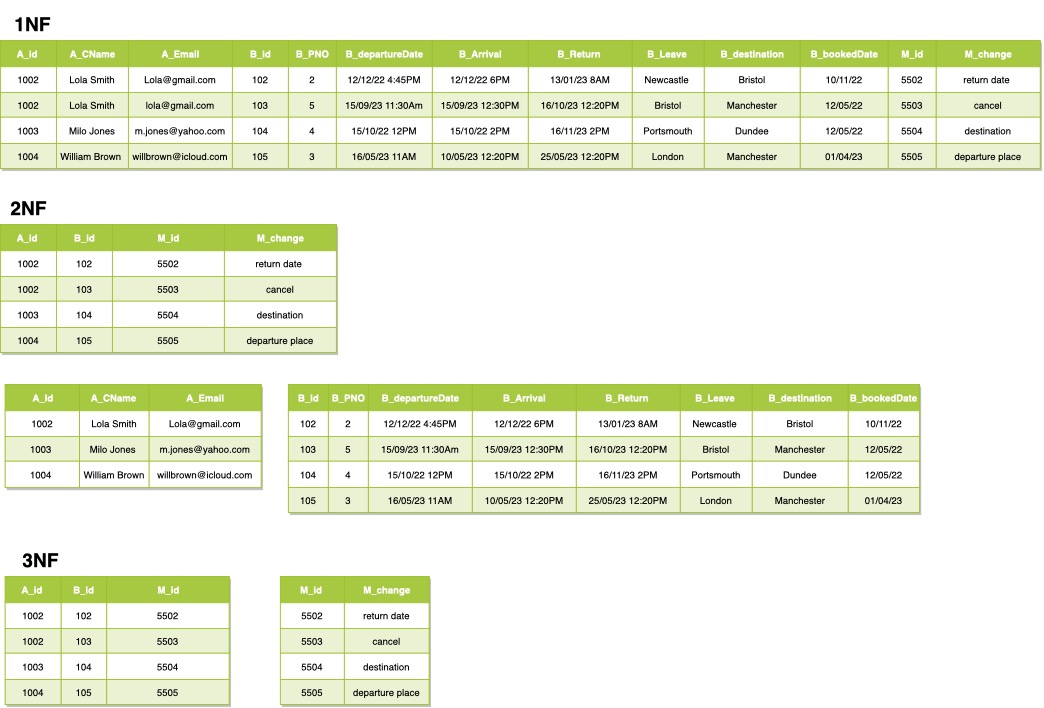 1NF
A_id A_CName A_Email B_id B_PNO B_departureDate B_Arrival B_Return B_Leave B_destination B_bookedDate M_id M_change
1002 Lola Smith Lola@gmail.com 102 2 12/12/22 4:45PM 12/12/22 6PM 13/01/23 8AM Newcastle Bristol 10/11/22 5502 return date
1002 Lola Smith lola@gmail.com 103 5 15/09/23 11:30Am 15/09/23 12:30PM 16/10/23 12:20PM Bristol Manchester 12/05/22 5503 cancel
1003 Milo Jones m.jones@yahoo.com 104 4 15/10/22 12PM 15/10/22 2PM 16/11/23 2PM Portsmouth Dundee 12/05/22 5504 destination
1004 William Brown willbrown@icloud.com 105 3 16/05/23 11AM 10/05/23 12:20PM 25/05/23 12:20PM London Manchester 01/04/23 5505 departure place
2NF
A_id B_id M_id M_change
1002 102 5502 return date
1002 103 5503 cancel
1003 104 5504 destination
1004 105 5505 departure place
A_id A_CName A_Email
1002 Lola Smith Lola@gmail.com
1003 Milo Jones m.jones@yahoo.com
1004 William Brown willbrown@icloud.com
B_id B_PNO B_departureDate B_Arrival B_Return B_Leave B_destination B_bookedDate
102 2 12/12/22 4:45PM 12/12/22 6PM 13/01/23 8AM Newcastle Bristol 10/11/22
103 5 15/09/23 11:30Am 15/09/23 12:30PM 16/10/23 12:20PM Bristol Manchester 12/05/22
104 4 15/10/22 12PM 15/10/22 2PM 16/11/23 2PM Portsmouth Dundee 12/05/22
105 3 16/05/23 11AM 10/05/23 12:20PM 25/05/23 12:20PM London Manchester 01/04/23
3NF
A_id B_id M_id
1002 102 5502
1002 103 5503
1003 104 5504
1004 105 5505
M_id M_change
5502 return date
5503 cancel
5504 destination
5505 departure place